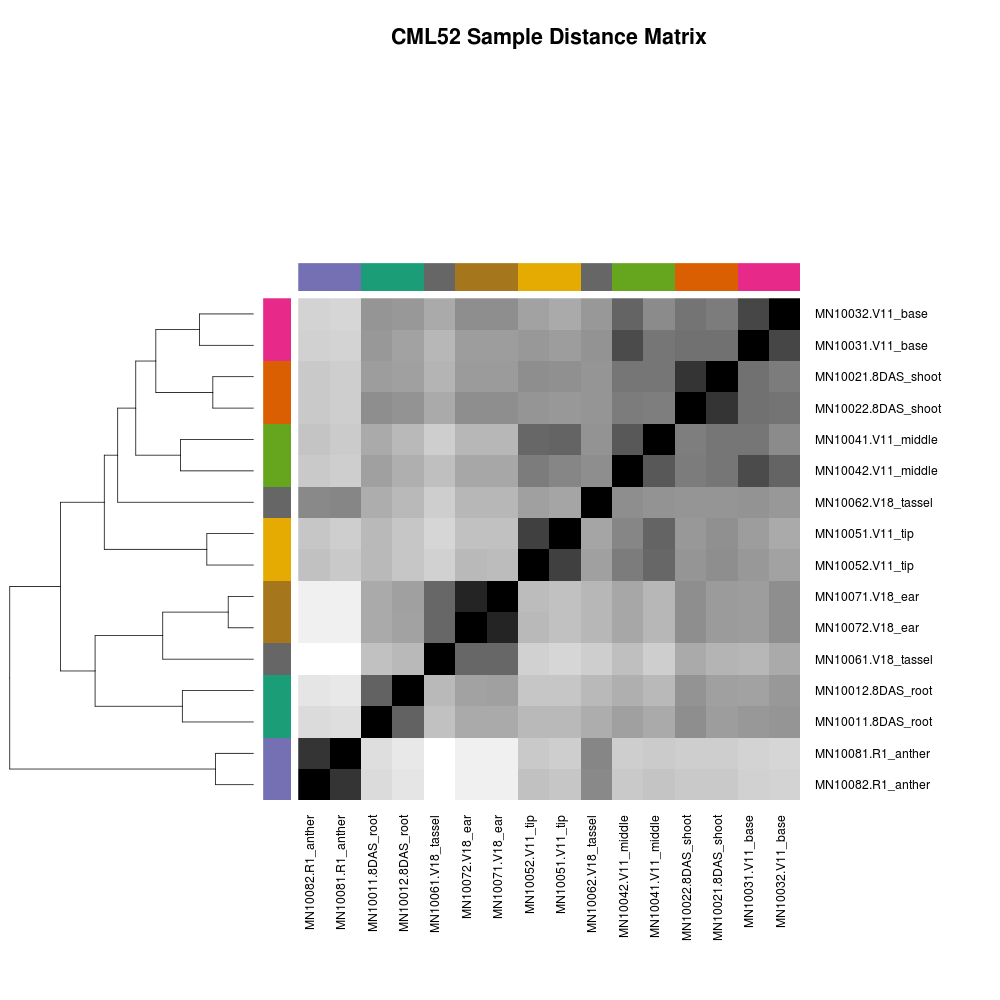 CML52 Sample Distance Matrix
MN10032.V11_base
MN10031.V11_base
MN10021.8DAS_shoot
MN10022.8DAS_shoot
MN10041.V11_middle
MN10042.V11_middle
MN10062.V18_tassel
MN10051.V11_tip
MN10052.V11_tip
MN10071.V18_ear
MN10072.V18_ear
MN10061.V18_tassel
MN10012.8DAS_root
MN10011.8DAS_root
MN10081.R1_anther
MN10082.R1_anther
MN10082.R1_anther
MN10081.R1_anther
MN10011.8DAS_root
MN10012.8DAS_root
MN10061.V18_tassel
MN10072.V18_ear
MN10071.V18_ear
MN10052.V11_tip
MN10051.V11_tip
MN10062.V18_tassel
MN10042.V11_middle
MN10041.V11_middle
MN10022.8DAS_shoot
MN10021.8DAS_shoot
MN10031.V11_base
MN10032.V11_base